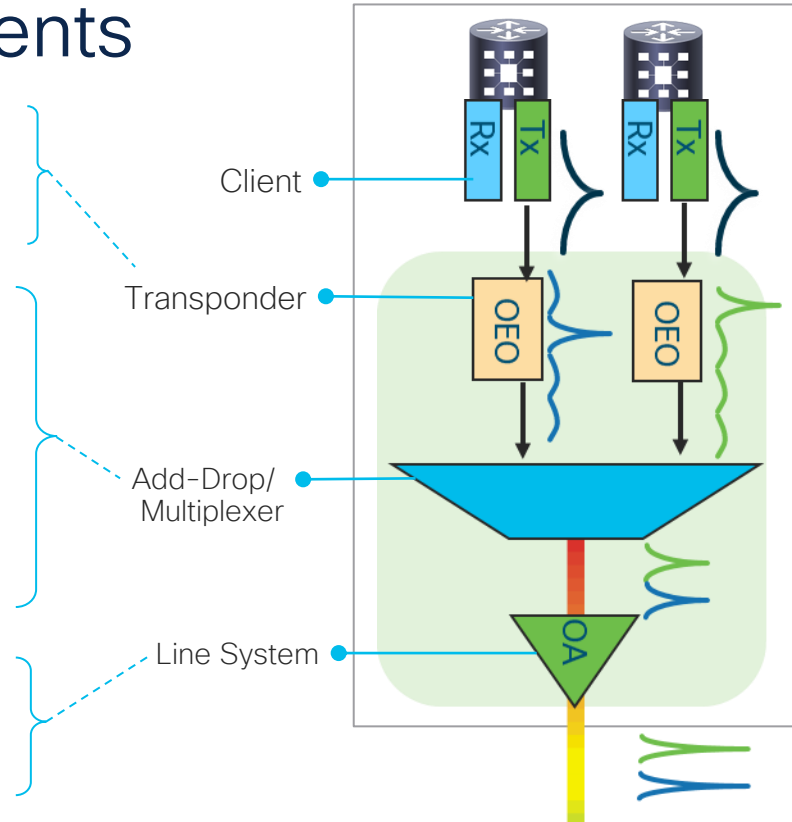 ents
Rx
Tx
Rx
Tx
Client
Transponder
OEO
OEO
Add-Drop/
Multiplexer
Line System
OA